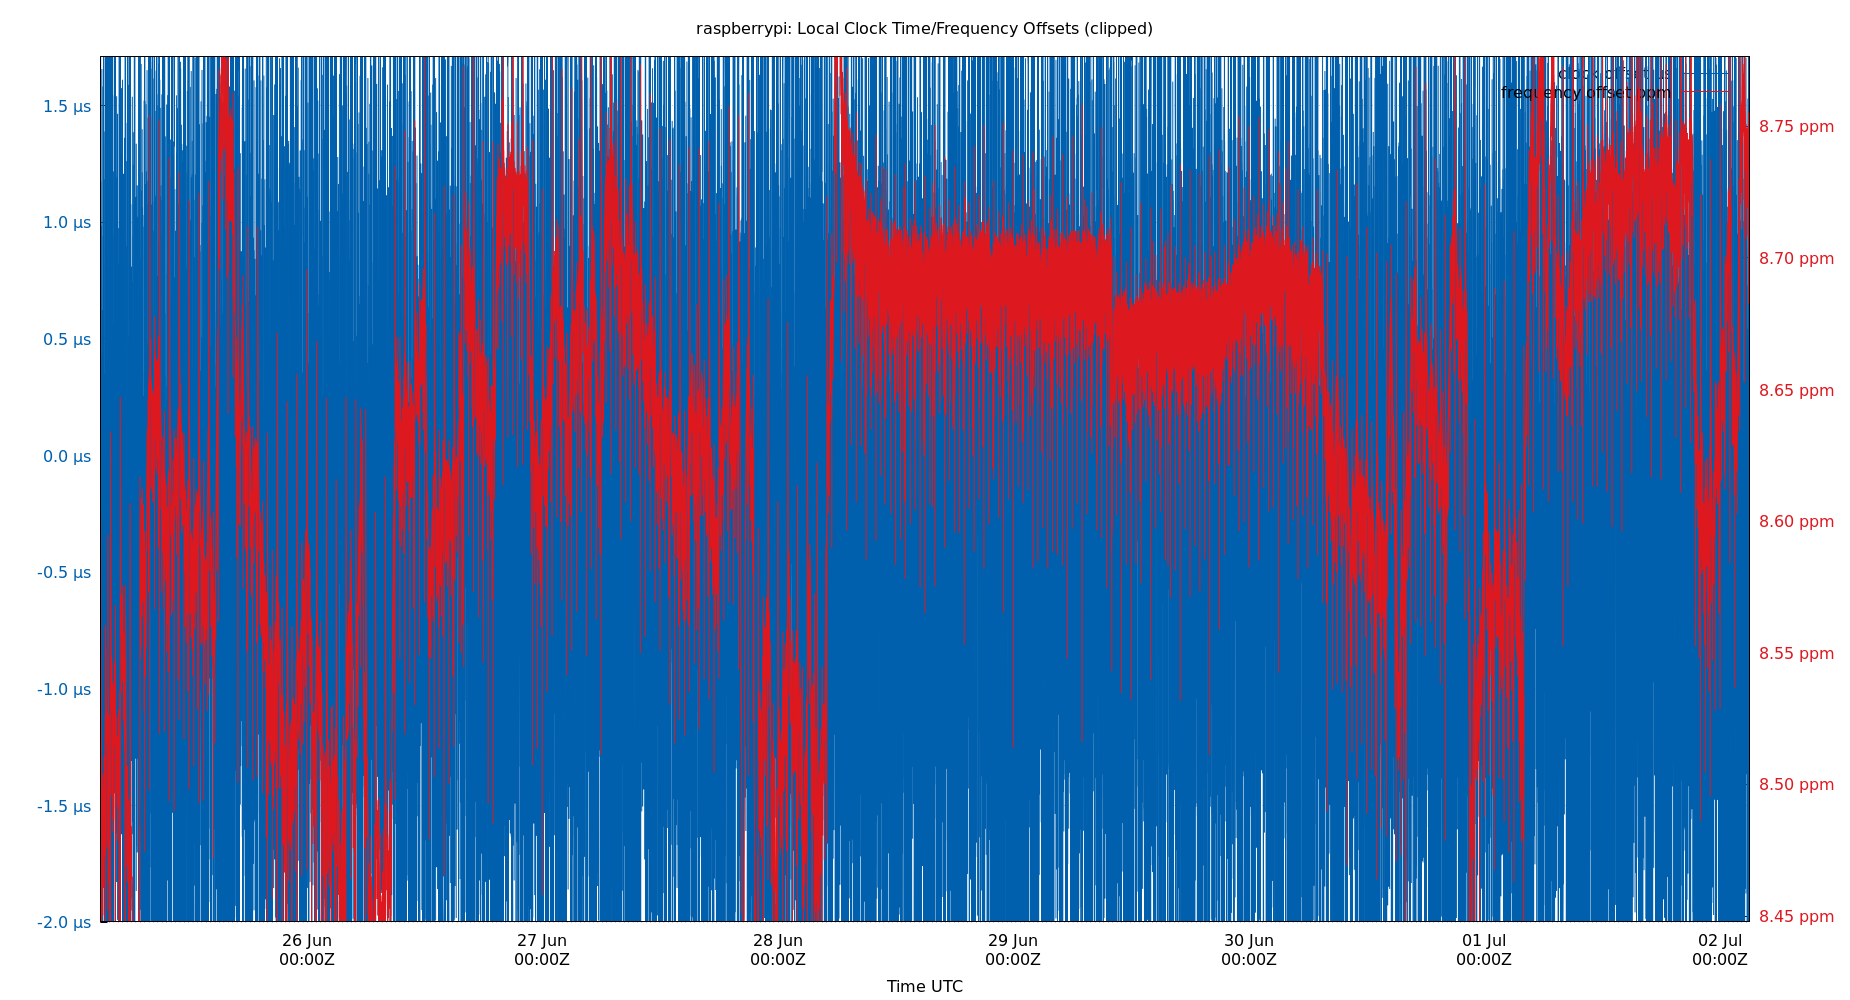 raspberrypi: Local Clock Time/Frequency Offsets (clipped)
clock offset µs
frequency offset ppm
1.5 µs
1.0 µs
0.5 µs
0.0 µs
-0.5 µs
-1.0 µs
-1.5 µs
-2.0 µs
8.75 ppm
8.70 ppm
8.65 ppm
8.60 ppm
8.55 ppm
8.50 ppm
8.45 ppm
26 Jun 27 Jun 28 Jun 29 Jun 30 Jun 01 Jul 02 Jul
00:00Z 00:00Z 00:00Z 00:00Z 00:00Z 00:00Z 00:00Z
Time UTC